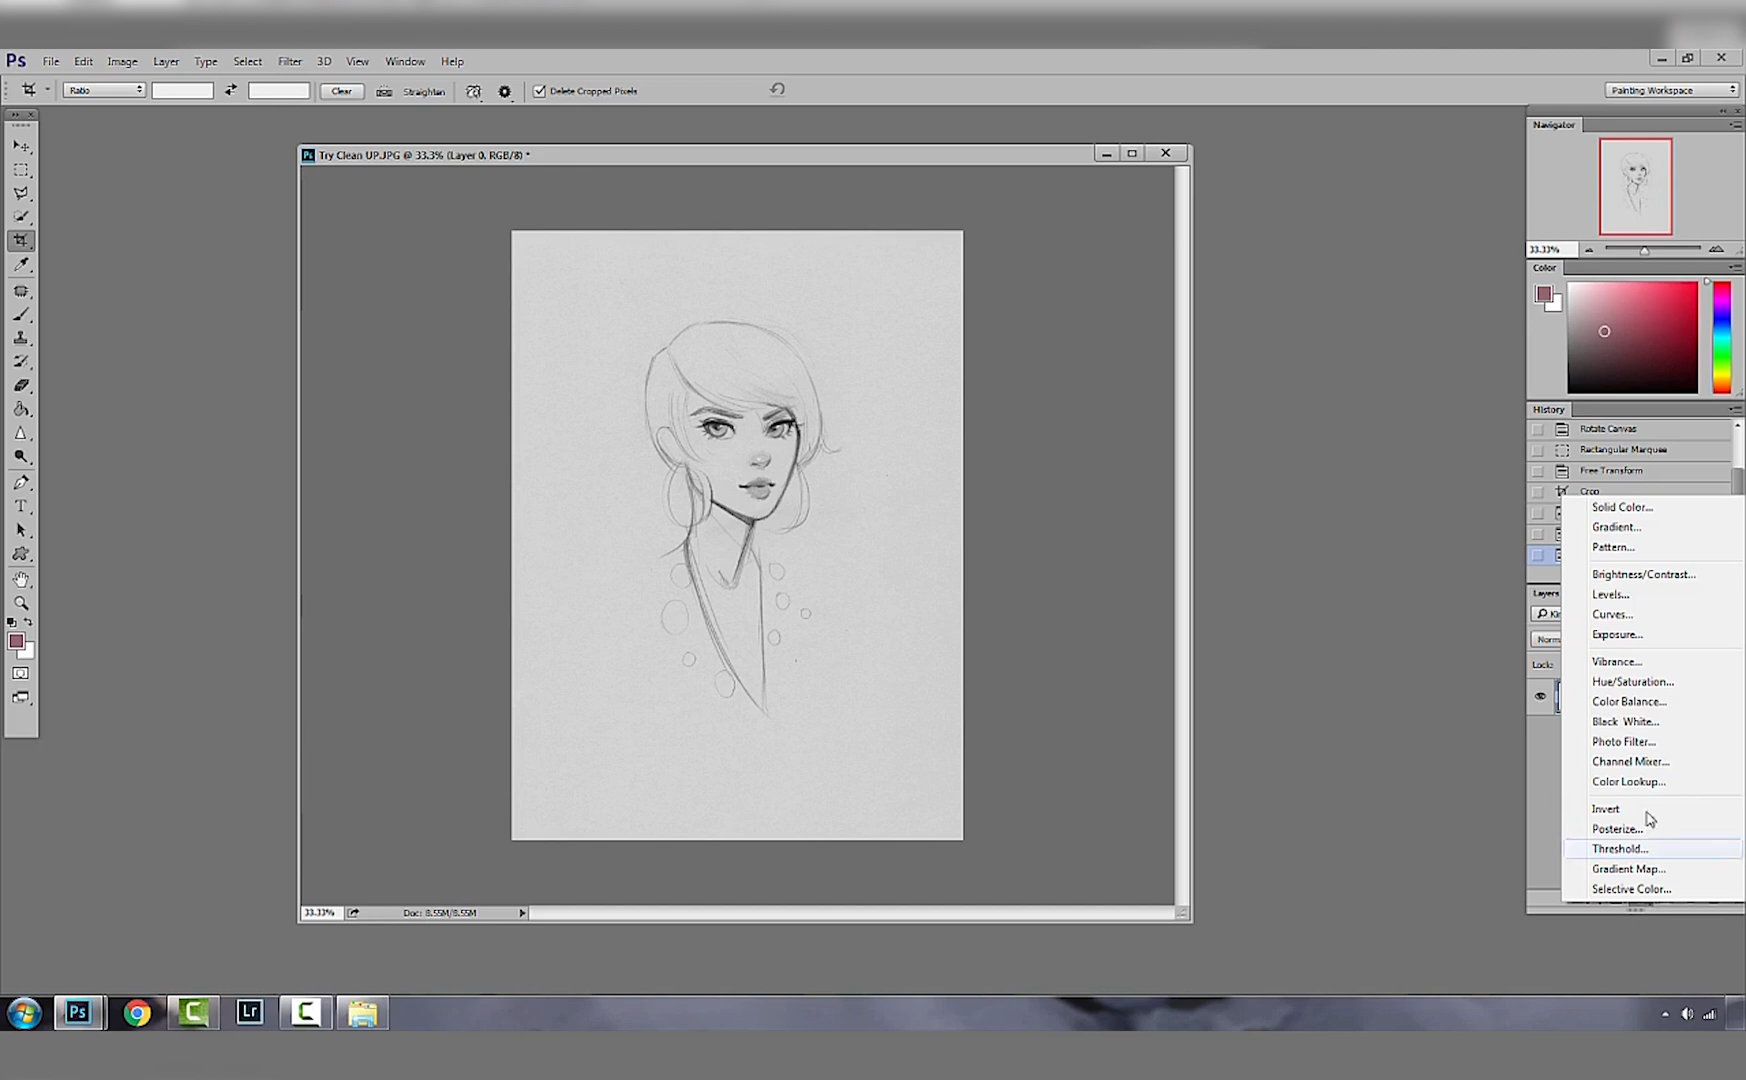 Ps File Edit Image Layer Type Select Filter 3D View Window Help
Ratio Clear Straighten Delete Cropped Pixels Painting Workspace
Try Clean UP.JPG @ 33.3% (Layer 0, RGB/8) *
Navigator
33.33%
Color
History
Rotate Canvas
Rectangular Marquee
Free Transform
Crop
Solid Color...
Gradient...
Pattern...
Brightness/Contrast...
Levels...
Curves...
Exposure...
Vibrance...
Hue/Saturation...
Color Balance...
Black White...
Photo Filter...
Channel Mixer...
Color Lookup...
Invert
Posterize...
Threshold...
Gradient Map...
Selective Color...
Layers
Lock:
T
33.33% Doc: 8.55M/8.55M
Ps C Lr C